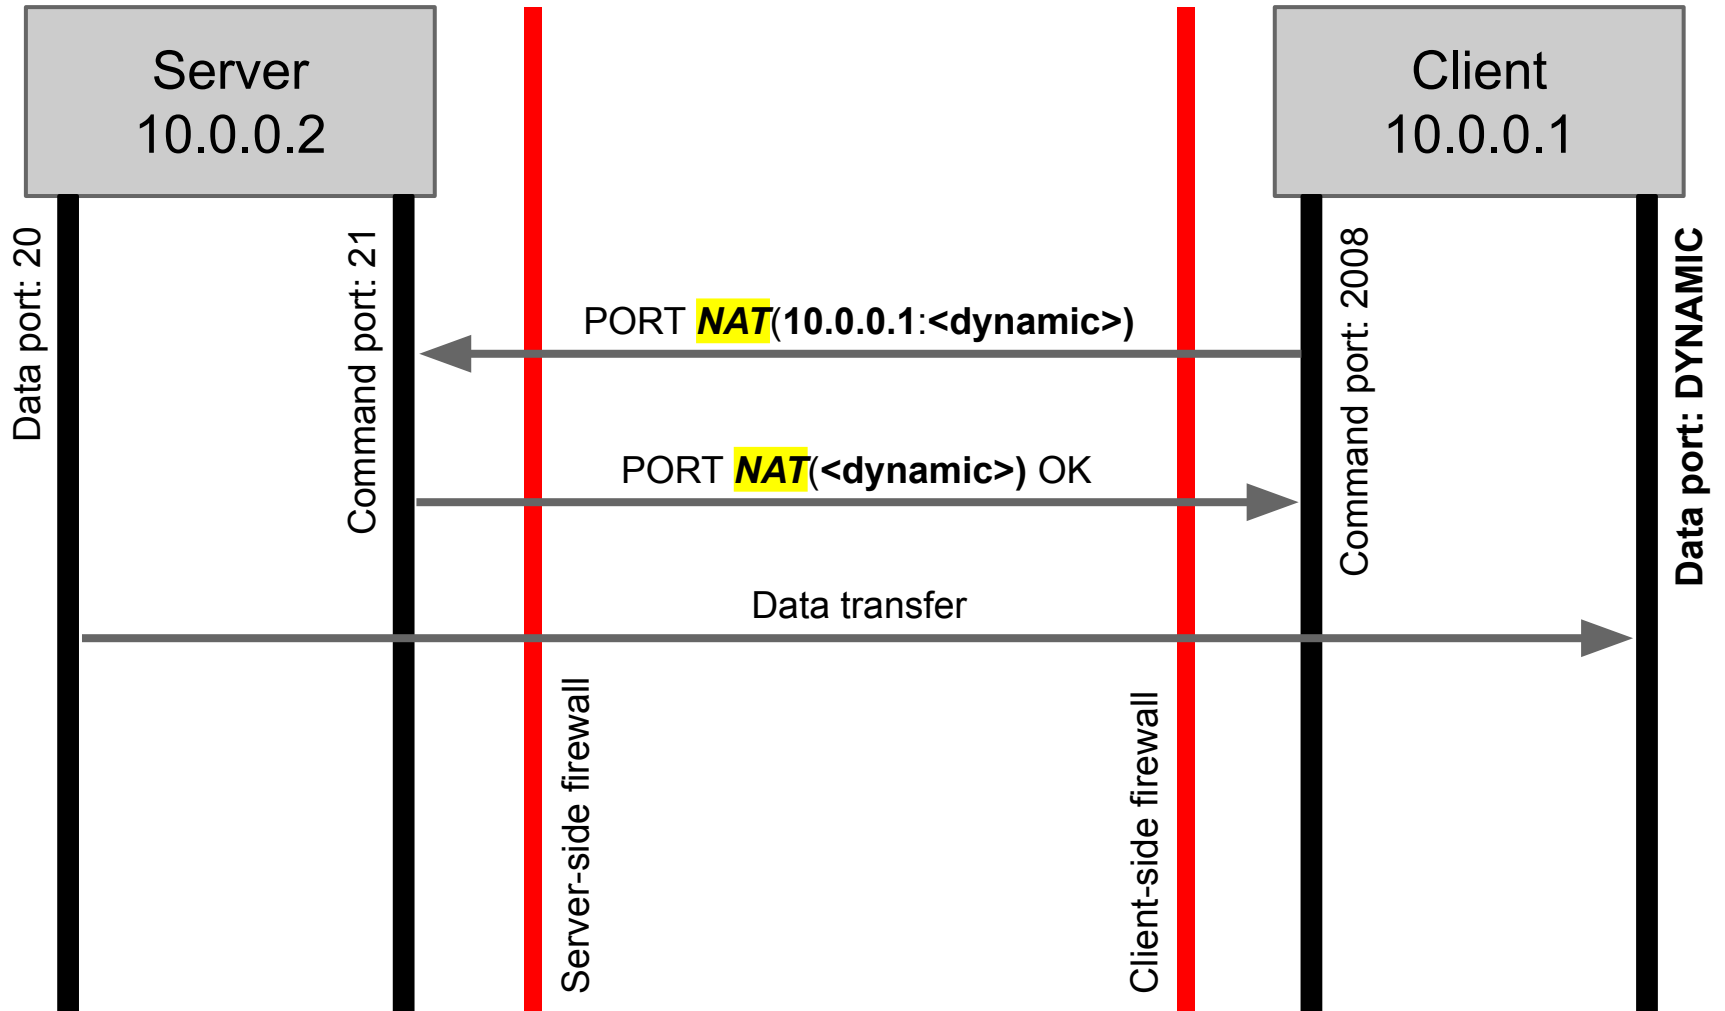 Server
10.0.0.2
Client
10.0.0.1
Data port: 20
Command port: 21
Command port: 2008
Data port: DYNAMIC
PORT NAT(10.0.0.1:<dynamic>)
PORT NAT(<dynamic>) OK
Data transfer
Server-side firewall
Client-side firewall